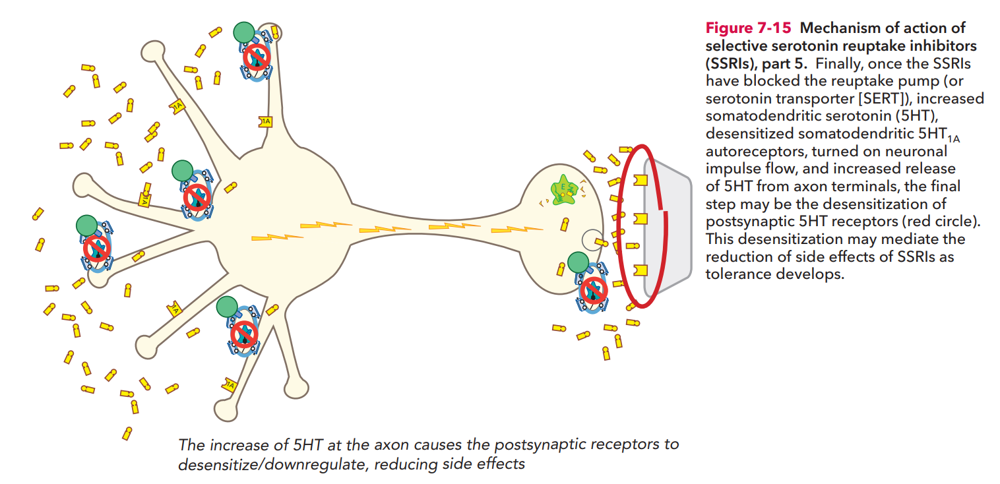 1A
1A
1A
1A
1A
E
Figure 7-15 Mechanism of action of
selective serotonin reuptake inhibitors
(SSRIs), part 5. Finally, once the SSRIs
have blocked the reuptake pump (or
serotonin transporter [SERT]), increased
somatodendritic serotonin (5HT),
desensitized somatodendritic 5HT1A
autoreceptors, turned on neuronal
impulse flow, and increased release
of 5HT from axon terminals, the final
step may be the desensitization of
postsynaptic 5HT receptors (red circle).
This desensitization may mediate the
reduction of side effects of SSRIs as
tolerance develops.
The increase of 5HT at the axon causes the postsynaptic receptors to
desensitize/downregulate, reducing side effects